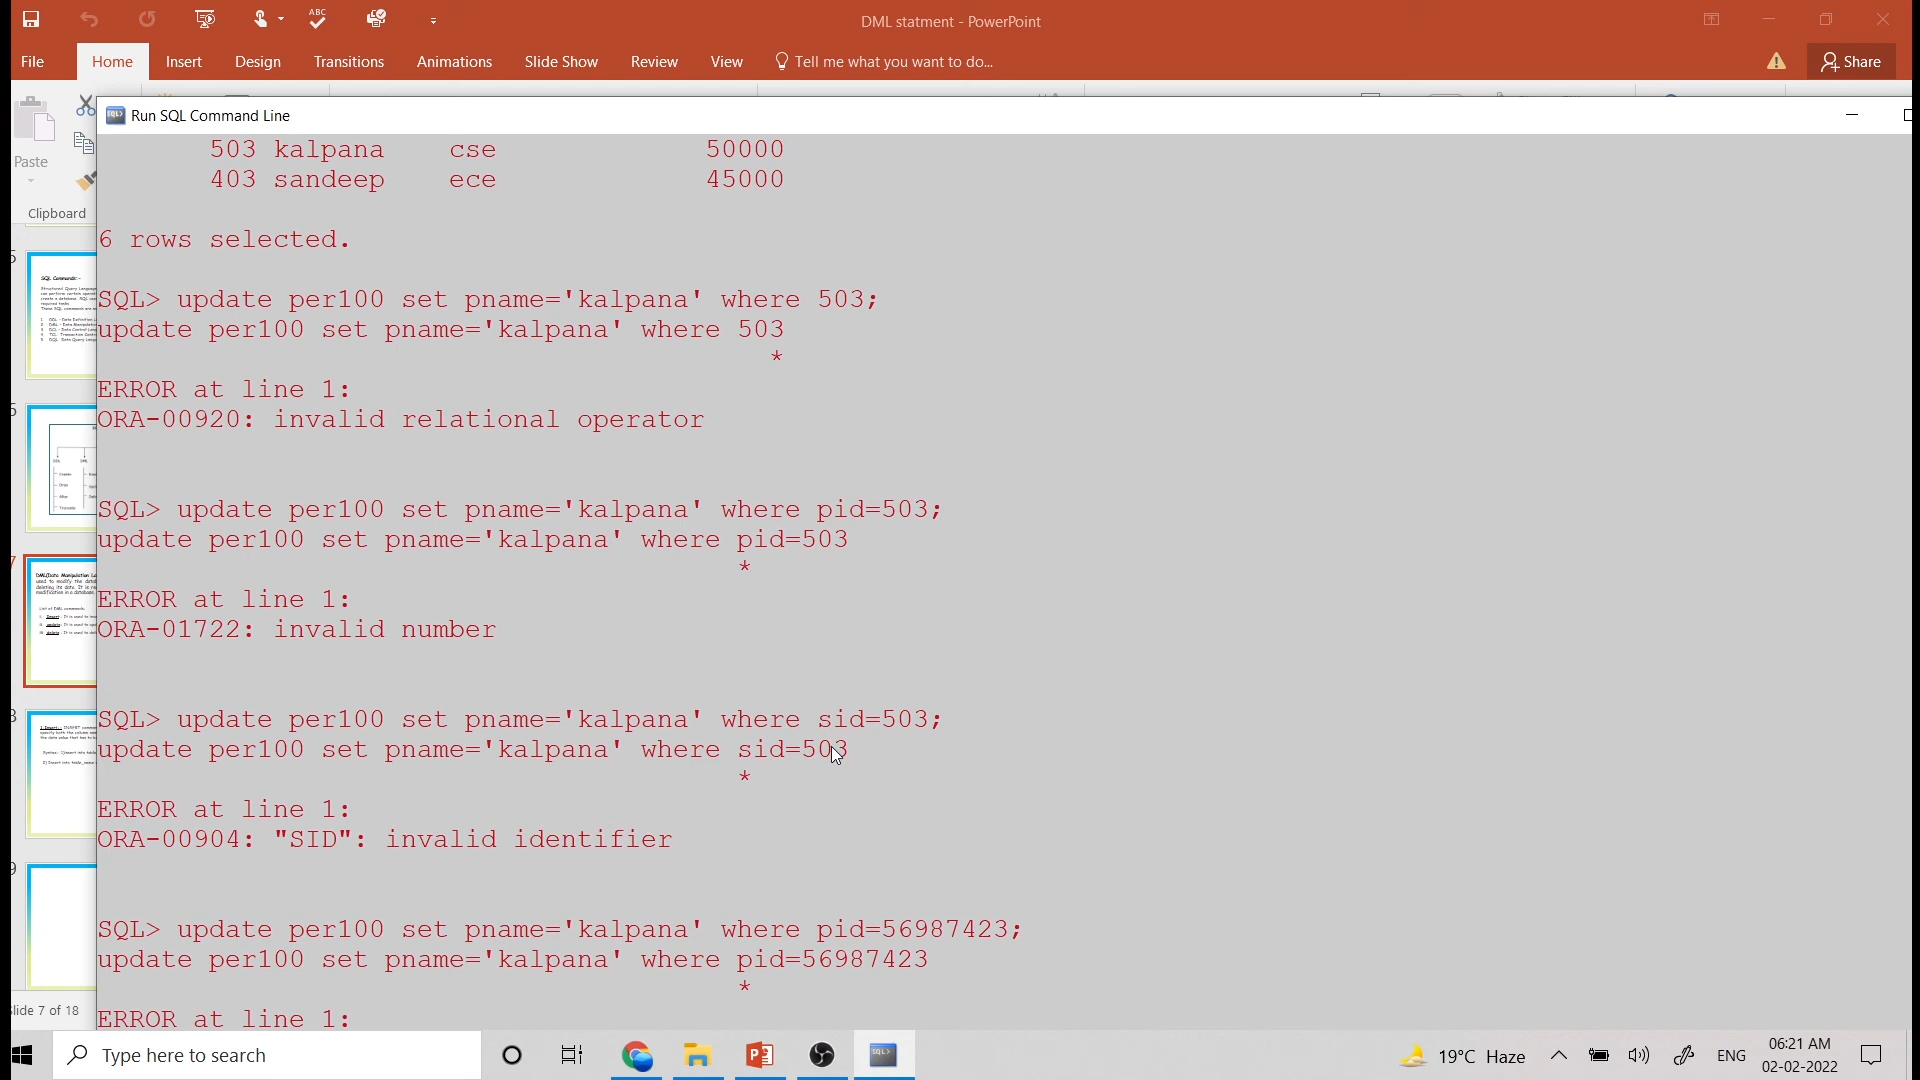 ABC
DML statment - PowerPoint
File Home Insert Design Transitions Animations Slide Show Review View Tell me what you want to do... Share
Paste
Clipboard
Run SQL Command Line
503 kalpana cse 50000
403 sandeep ece 45000
6 rows selected.
SQL> update per100 set pname='kalpana' where 503;
update per100 set pname='kalpana' where 503
*
ERROR at line 1:
ORA-00920: invalid relational operator
SQL> update per100 set pname='kalpana' where pid=503;
update per100 set pname='kalpana' where pid=503
*
ERROR at line 1:
ORA-01722: invalid number
SQL> update per100 set pname='kalpana' where sid=503;
update per100 set pname='kalpana' where sid=503
*
ERROR at line 1:
ORA-00904: "SID": invalid identifier
SQL> update per100 set pname='kalpana' where pid=56987423;
update per100 set pname='kalpana' where pid=56987423
*
ERROR at line 1:
SQL Commands:-
lide 7 of 18
Type here to search
19°C Haze
ENG
06:21 AM
02-02-2022